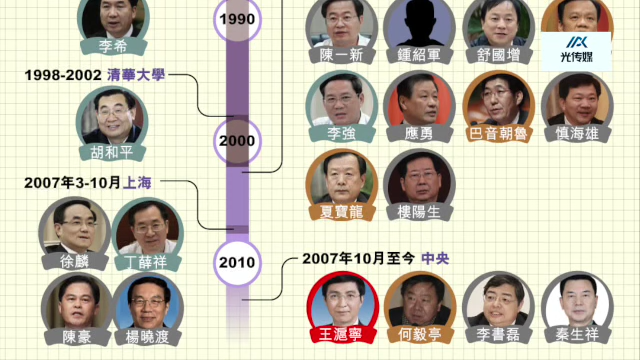 1990
李希
陳一新
鍾紹軍
舒國增
光传媒
1998-2002 清華大學
胡和平
2000
李強
應勇
巴音朝魯
慎海雄
夏寶龍
樓陽生
2007年3-10月上海
徐麟
丁薛祥
陳豪
楊曉渡
2010
2007年10月至今 中央
王滬寧
何毅亭
李書磊
秦生祥